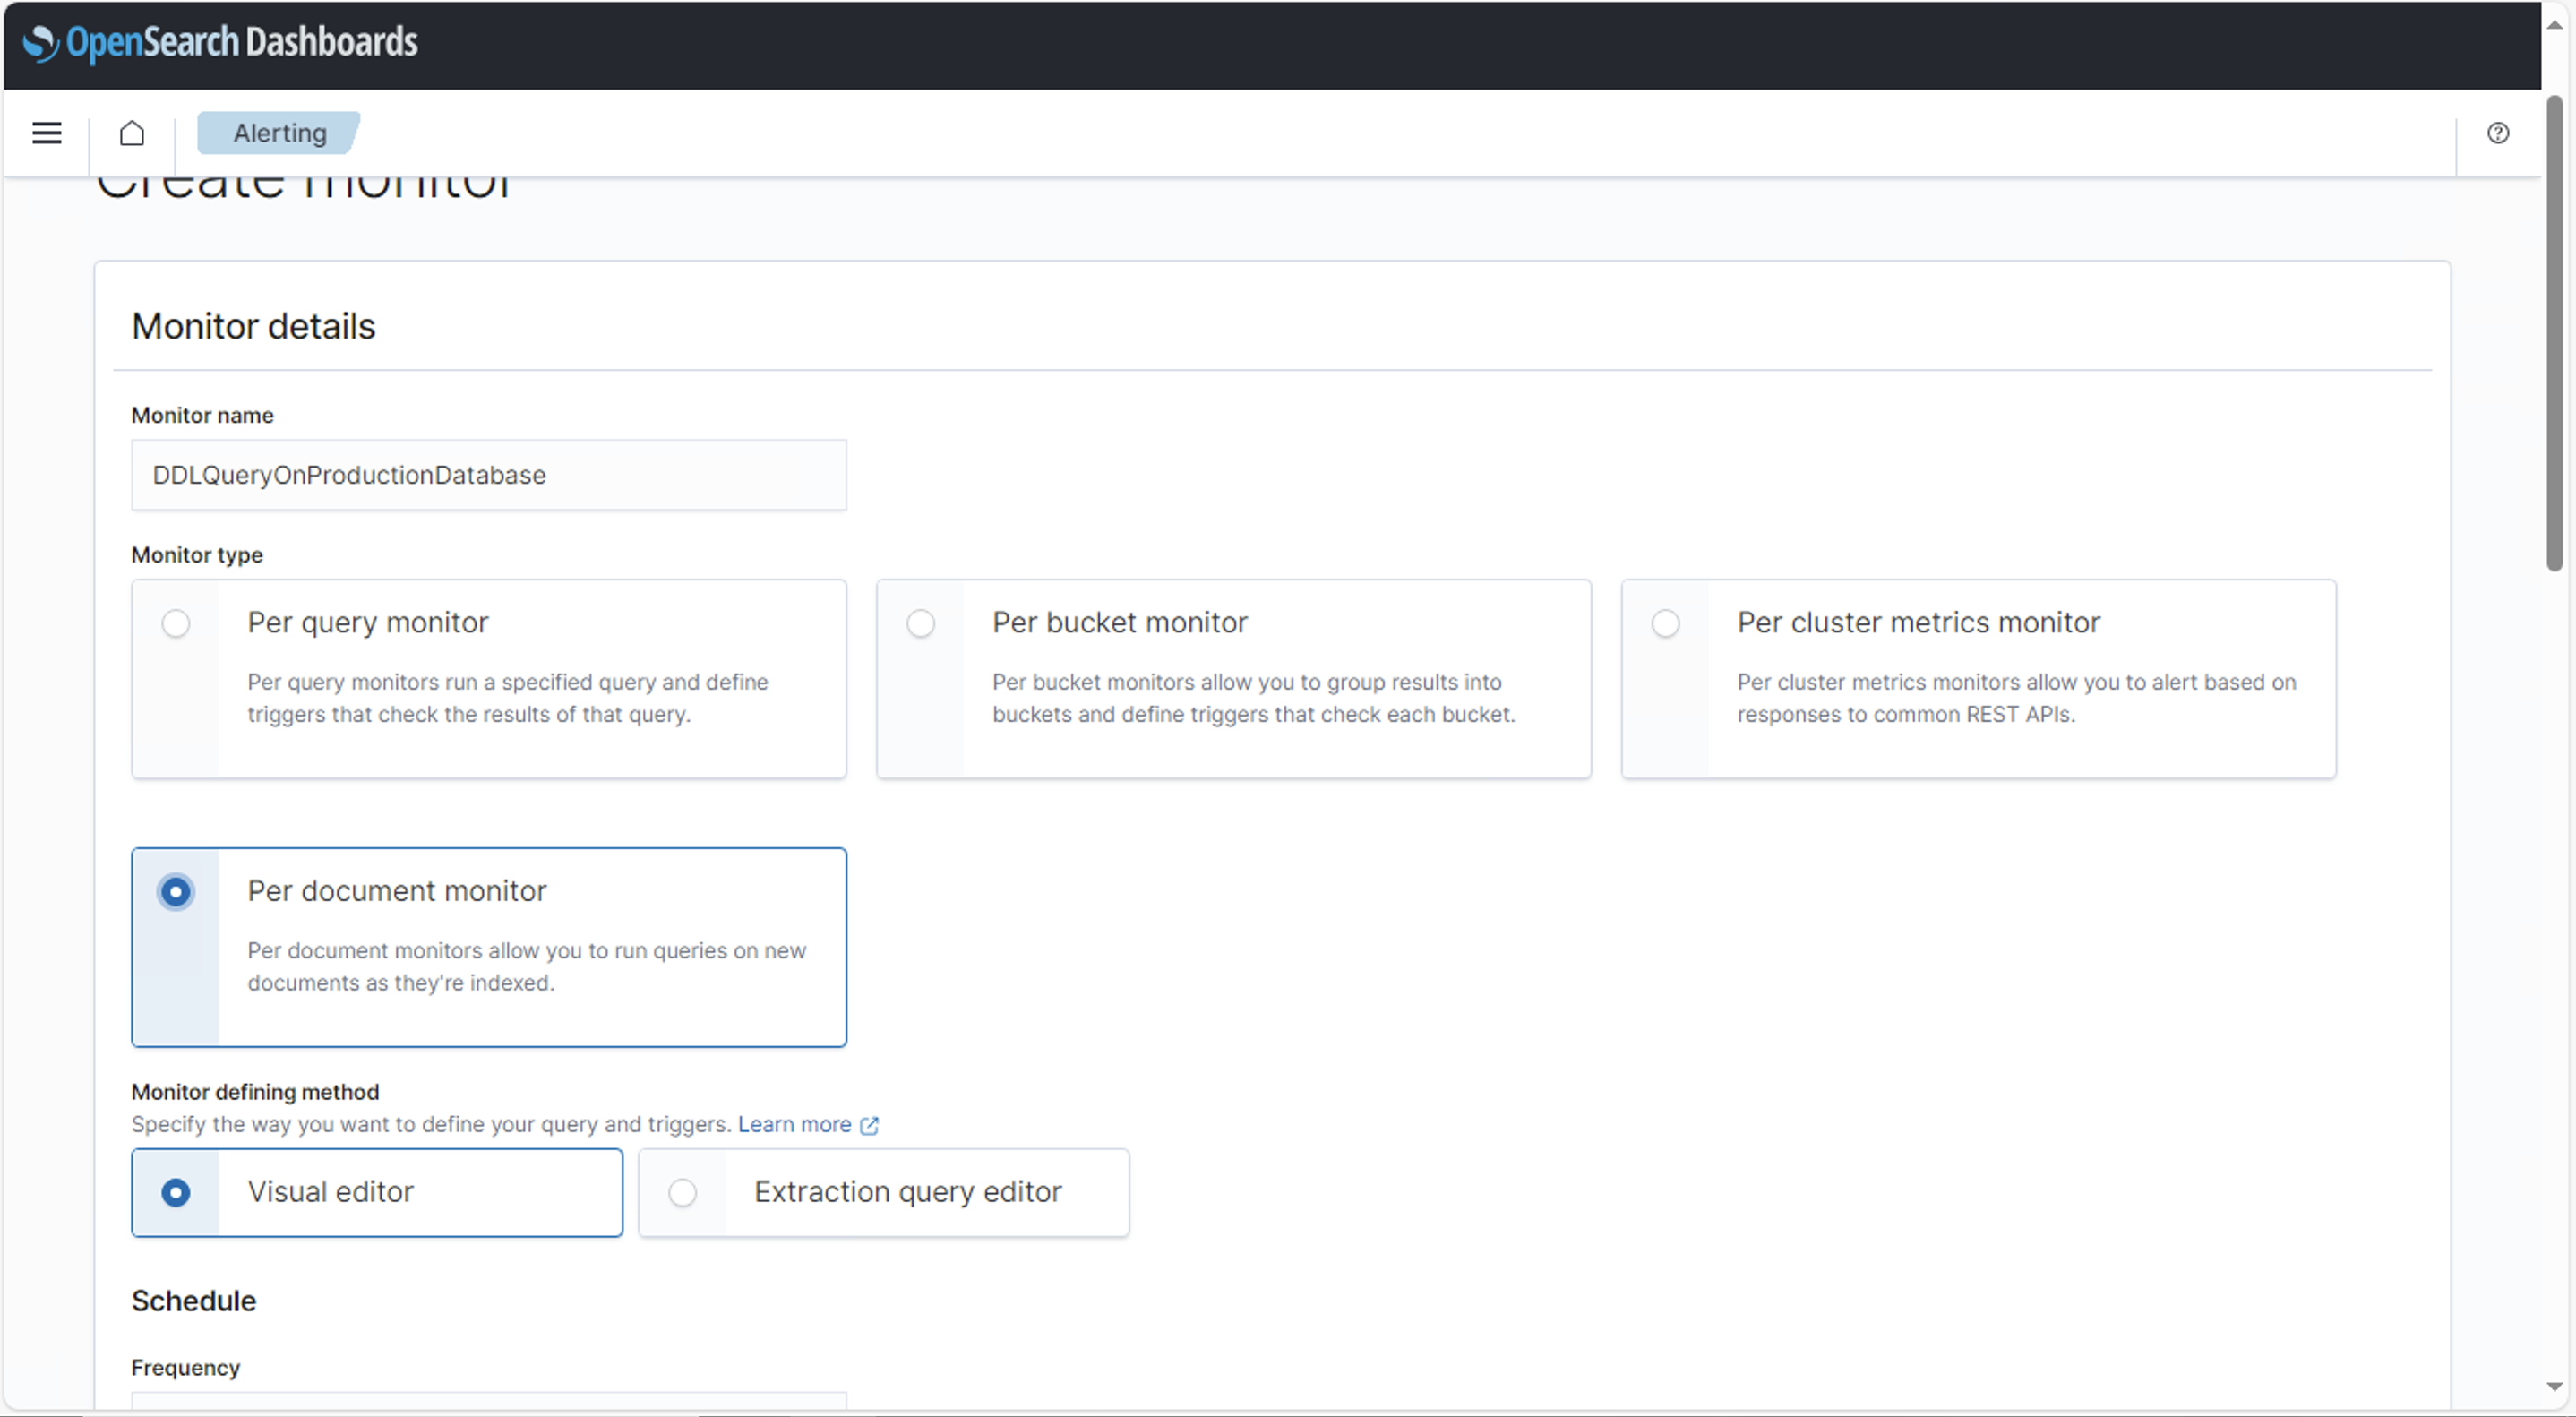 OpenSearch Dashboards
Alerting
Create monitor
Monitor details
Monitor name
DDLQueryOnProductionDatabase
Monitor type
Per query monitor
Per query monitors run a specified query and define
triggers that check the results of that query.
Per bucket monitor
Per bucket monitors allow you to group results into
buckets and define triggers that check each bucket.
Per cluster metrics monitor
Per cluster metrics monitors allow you to alert based on
responses to common REST APIs.
Per document monitor
Per document monitors allow you to run queries on new
documents as they're indexed.
Monitor defining method
Specify the way you want to define your query and triggers. Learn more
Visual editor
Extraction query editor
Schedule
Frequency